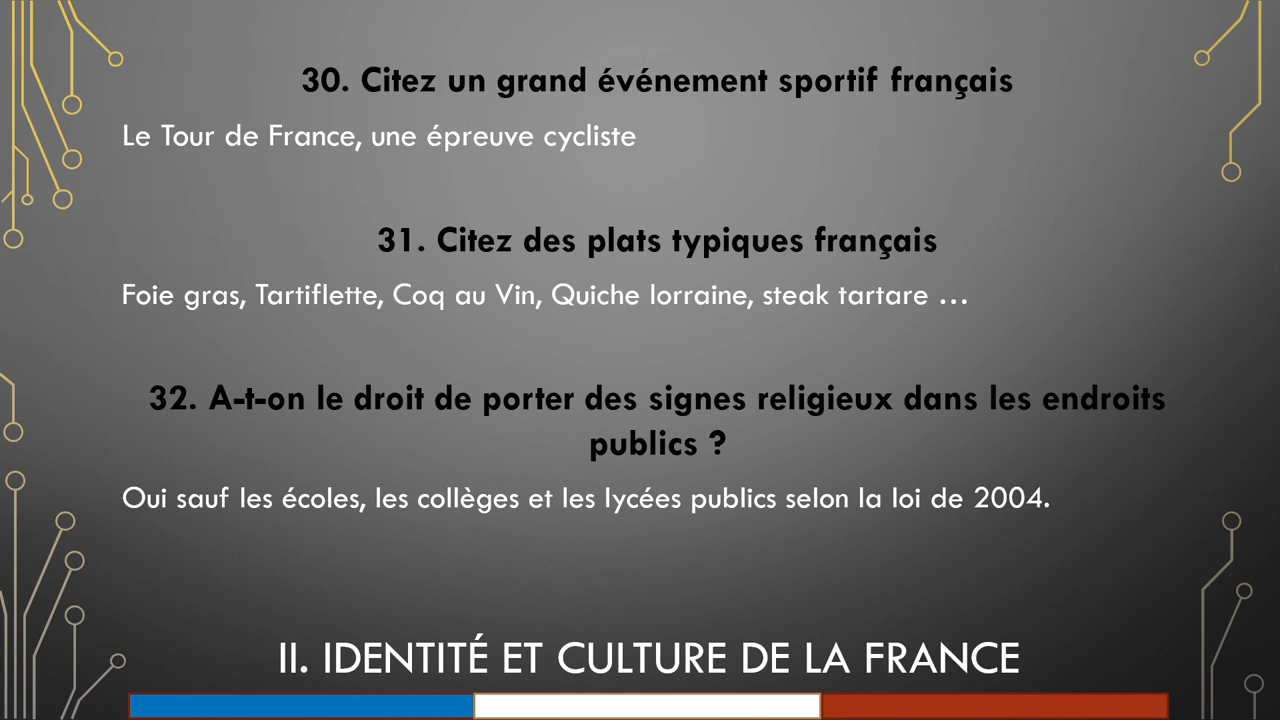 30. Citez un grand événement sportif français
Le Tour de France, une épreuve cycliste
31. Citez des plats typiques français
Foie gras, Tartiflette, Coq au Vin, Quiche lorraine, steak tartare …
32. A-t-on le droit de porter des signes religieux dans les endroits
publics ?
Oui sauf les écoles, les collèges et les lycées publics selon la loi de 2004.
II. IDENTITÉ ET CULTURE DE LA FRANCE